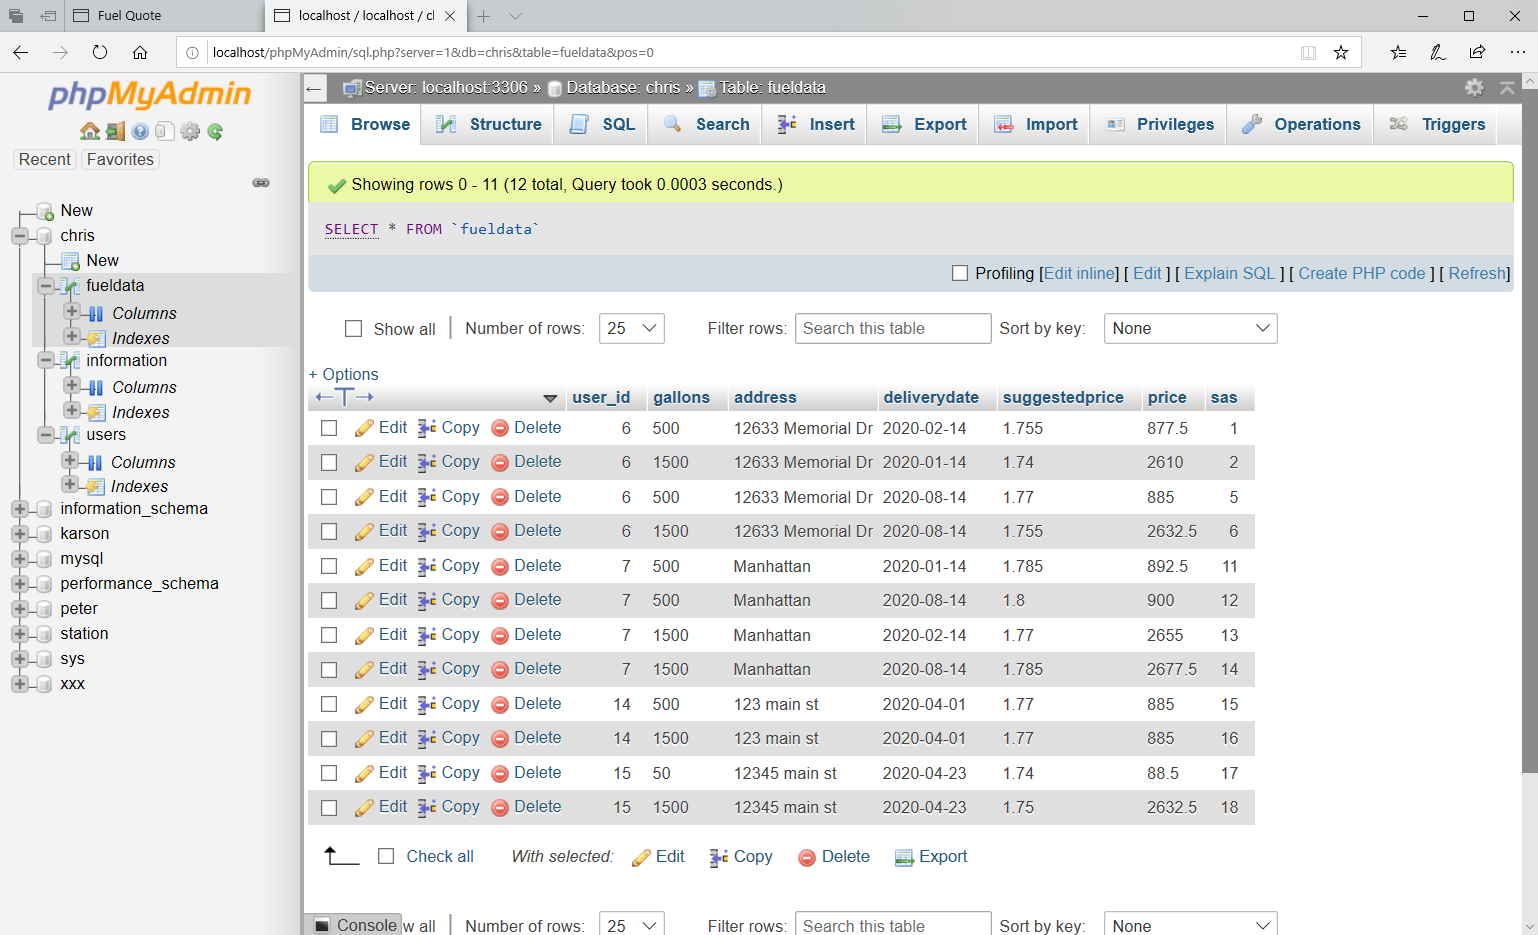 Fuel Quote
localhost / localhost / cl
localhost/phpMyAdmin/sql.php?server=1&db=chris&table=fueldata&pos=0
phpMyAdmin
Recent Favorites
New
chris
New
fueldata
Columns
Indexes
information
Columns
Indexes
users
Columns
Indexes
information_schema
karson
mysql
performance_schema
peter
station
sys
xxx
Server: localhost:3306 » Database: chris » Table: fueldata
Browse Structure SQL Search Insert Export Import Privileges Operations Triggers
Showing rows 0 - 11 (12 total, Query took 0.0003 seconds.)
SELECT * FROM `fueldata`
Profiling [Edit inline] [ Edit ] [ Explain SQL ] [ Create PHP code ] [ Refresh]
Show all Number of rows: 25 Filter rows: Search this table Sort by key: None
+ Options
user_id gallons address deliverydate suggestedprice price sas
Edit Copy Delete 6 500 12633 Memorial Dr 2020-02-14 1.755 877.5 1
Edit Copy Delete 6 1500 12633 Memorial Dr 2020-01-14 1.74 2610 2
Edit Copy Delete 6 500 12633 Memorial Dr 2020-08-14 1.77 885 5
Edit Copy Delete 6 1500 12633 Memorial Dr 2020-08-14 1.755 2632.5 6
Edit Copy Delete 7 500 Manhattan 2020-01-14 1.785 892.5 11
Edit Copy Delete 7 500 Manhattan 2020-08-14 1.8 900 12
Edit Copy Delete 7 1500 Manhattan 2020-02-14 1.77 2655 13
Edit Copy Delete 7 1500 Manhattan 2020-08-14 1.785 2677.5 14
Edit Copy Delete 14 500 123 main st 2020-04-01 1.77 885 15
Edit Copy Delete 14 1500 123 main st 2020-04-01 1.77 885 16
Edit Copy Delete 15 50 12345 main st 2020-04-23 1.74 88.5 17
Edit Copy Delete 15 1500 12345 main st 2020-04-23 1.75 2632.5 18
Check all With selected: Edit Copy Delete Export
Console w all Number of rows: 25 Filter rows: Search this table Sort by key: None